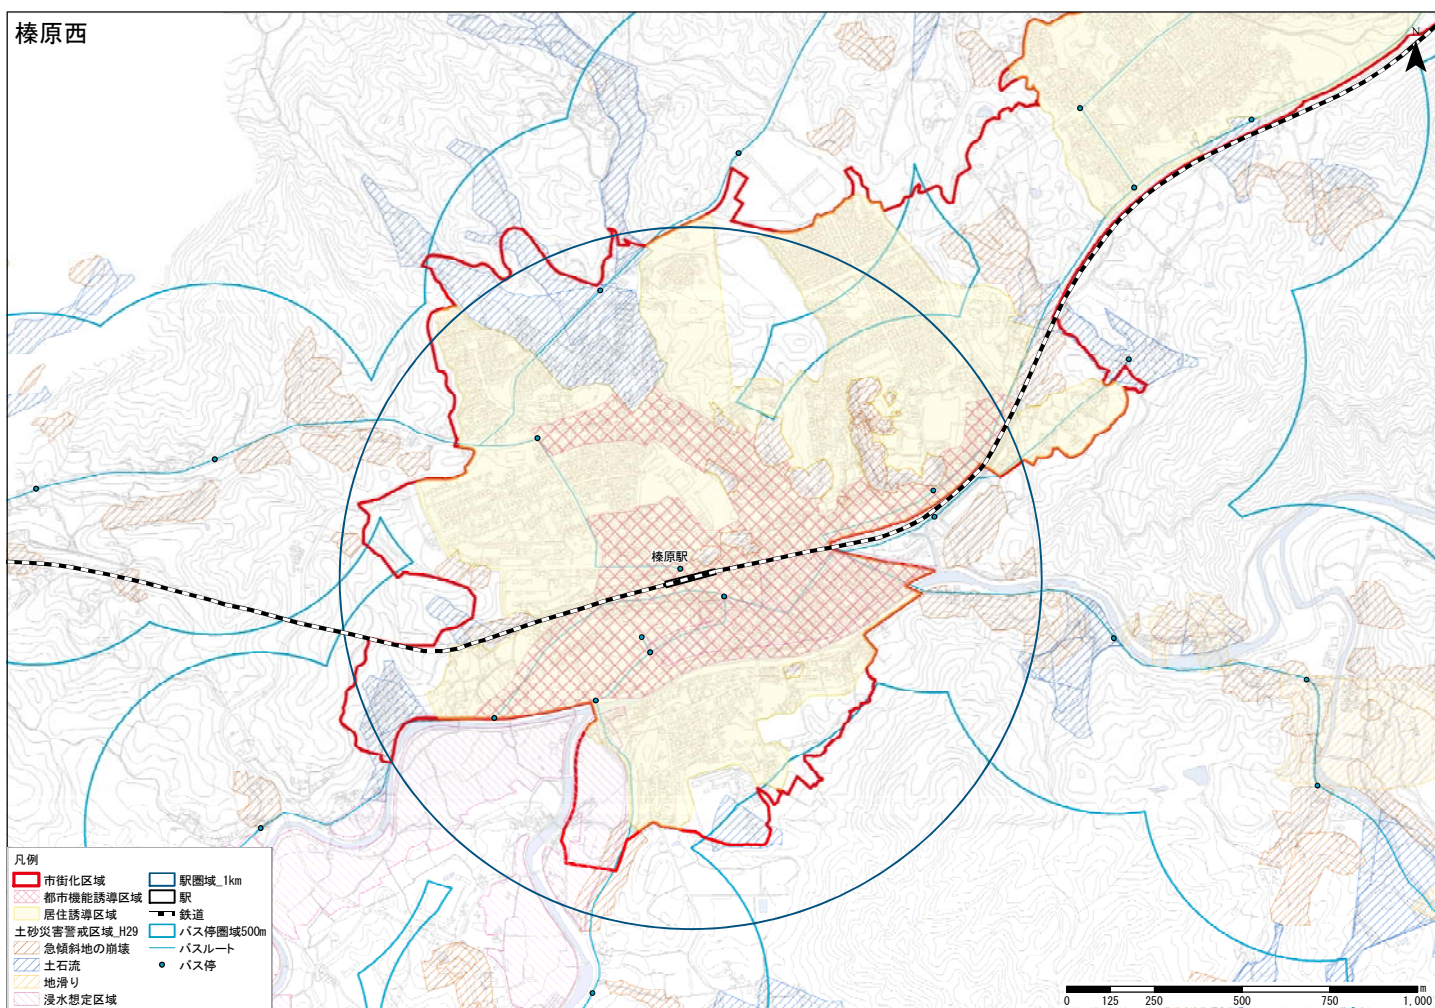 榛原西
N
榛原駅
凡例
市街化区域
都市機能誘導区域
居住誘導区域
土砂災害警戒区域_H29
急傾斜地の崩壊
土石流
地滑り
浸水想定区域
駅圏域_1km
駅
鉄道
バス停圏域500m
バスルート
バス停
m
0 125 250 500 750 1,000